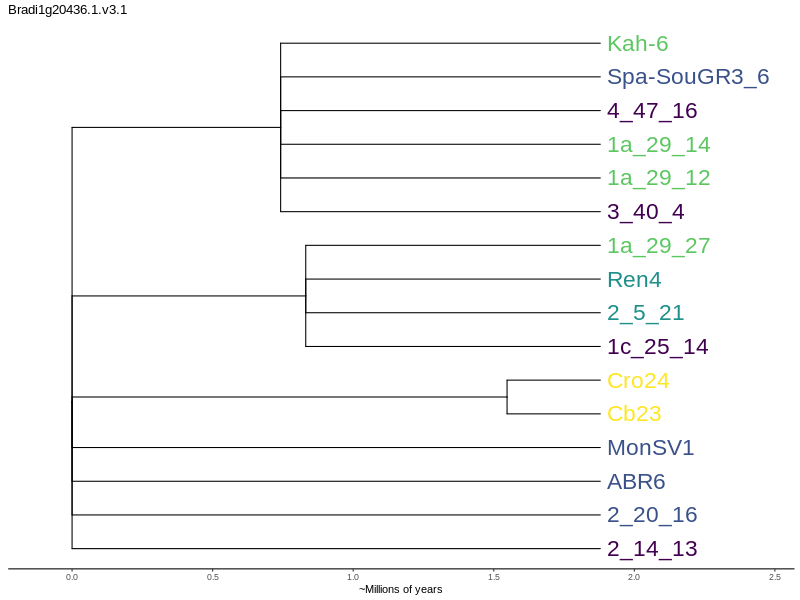 Bradi1g20436.1.v3.1
Kah-6
Spa-SouGR3_6
4_47_16
1a_29_14
1a_29_12
3_40_4
1a_29_27
Ren4
2_5_21
1c_25_14
Cro24
Cb23
MonSV1
ABR6
2_20_16
2_14_13
0.0 0.5 1.0 1.5 2.0 2.5
~Millions of years